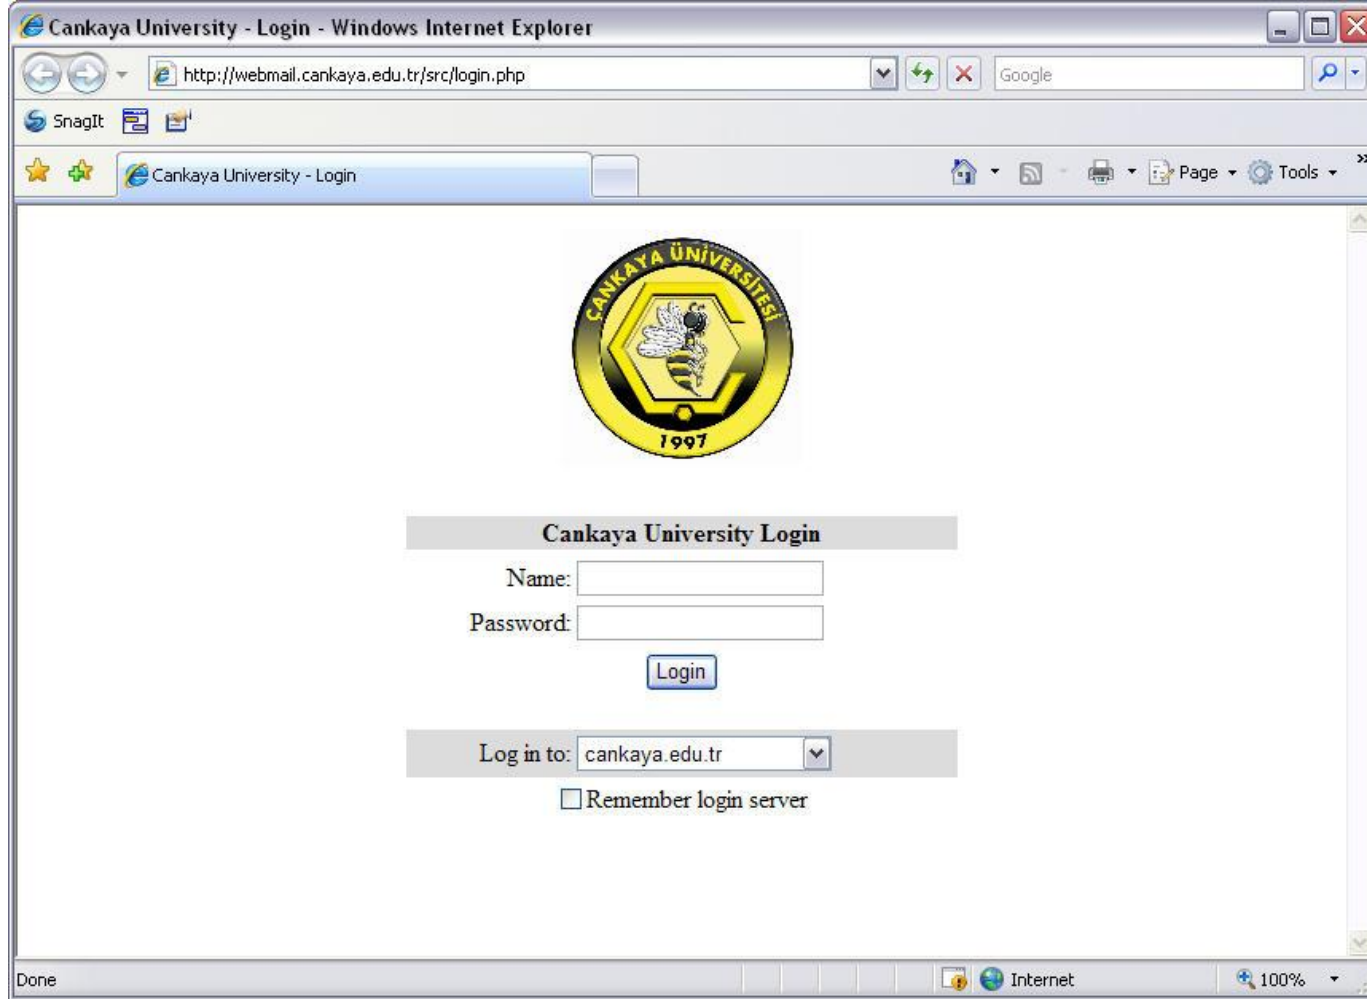 Cankaya University - Login - Windows Internet Explorer
http://webmail.cankaya.edu.tr/src/login.php
Google
SnagIt
Cankaya University - Login
Page
Tools
ÇANKAYA ÜNİVERSİTESİ
1997
Cankaya University Login
Name:
Password:
Login
Log in to: cankaya.edu.tr
Remember login server
Done
Internet
100%